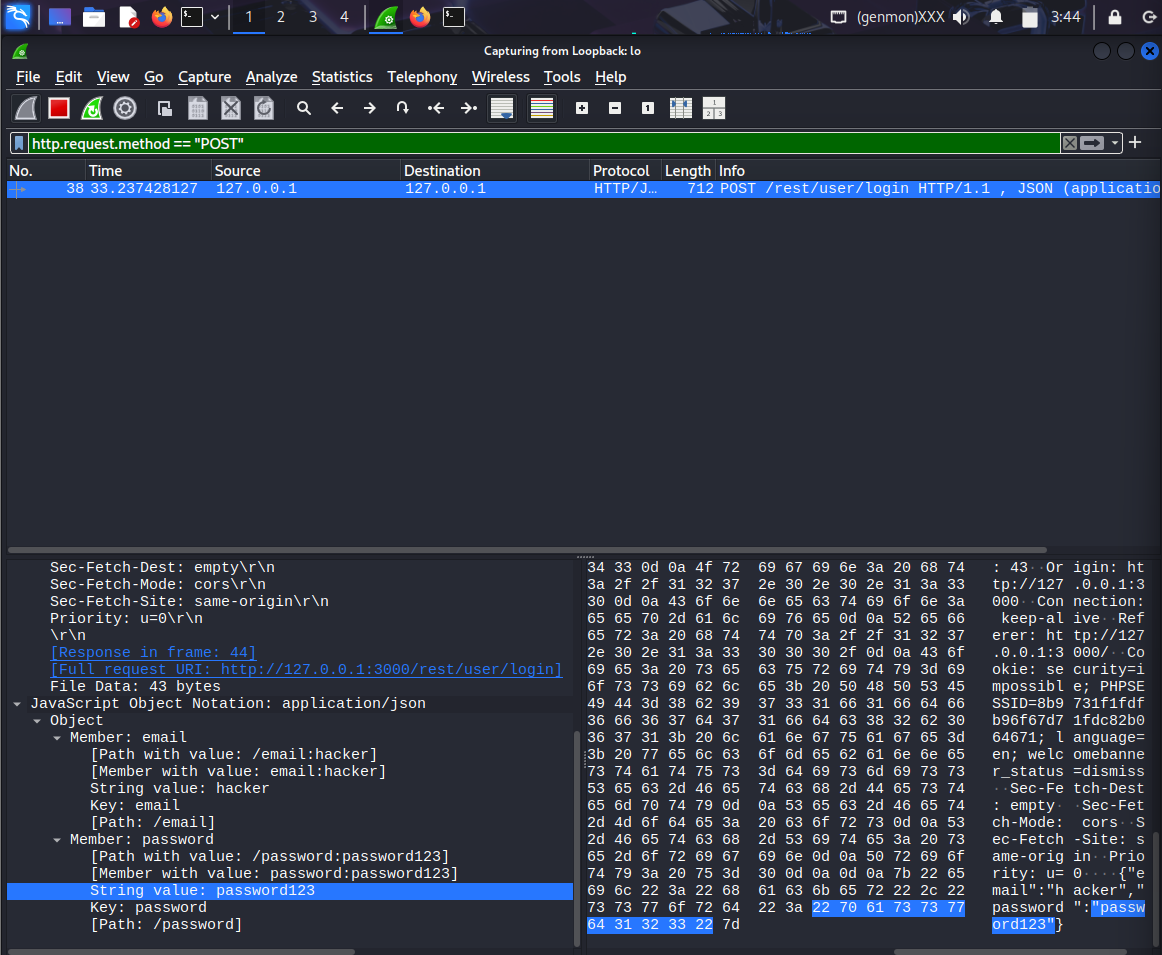 1 2 3 4 (genmon)XXX 3:44
Capturing from Loopback: lo
File Edit View Go Capture Analyze Statistics Telephony Wireless Tools Help
http.request.method == "POST"
No. Time Source Destination Protocol Length Info
38 33.237428127 127.0.0.1 127.0.0.1 HTTP/J… 712 POST /rest/user/login HTTP/1.1 , JSON (applicatio
Sec-Fetch-Dest: empty\r\n
Sec-Fetch-Mode: cors\r\n
Sec-Fetch-Site: same-origin\r\n
Priority: u=0\r\n
\r\n
[Response in frame: 44]
[Full request URI: http://127.0.0.1:3000/rest/user/login]
File Data: 43 bytes
JavaScript Object Notation: application/json
Object
Member: email
[Path with value: /email:hacker]
[Member with value: email:hacker]
String value: hacker
Key: email
[Path: /email]
Member: password
[Path with value: /password:password123]
[Member with value: password:password123]
String value: password123
Key: password
[Path: /password]
34 33 0d 0a 4f 72 69 67 69 6e 3a 20 68 74 : 43··Or igin: ht
3a 2f 2f 31 32 37 2e 30 2e 30 2e 31 3a 33 tp://127 .0.0.1:3
30 0d 0a 43 6f 6e 6e 65 63 74 69 6f 6e 3a 000··Con nection:
65 65 70 2d 61 6c 69 76 65 0d 0a 52 65 66 keep-al ive··Ref
65 72 3a 20 68 74 74 70 3a 2f 2f 31 32 37 erer: ht tp://127
2e 30 2e 31 3a 33 30 30 30 2f 0d 0a 43 6f .0.0.1:3 000/··Co
69 65 3a 20 73 65 63 75 72 69 74 79 3d 69 okie: se curity=i
6f 73 73 69 62 6c 65 3b 20 50 48 50 53 45 mpossibl e; PHPSE
49 44 3d 38 62 39 37 33 31 66 31 66 64 66 SSID=8b9 731f1fdf
36 66 36 37 64 37 31 66 64 63 38 32 62 30 b96f67d7 1fdc82b0
36 37 31 3b 20 6c 61 6e 67 75 61 67 65 3d 64671; l anguage=
3b 20 77 65 6c 63 6f 6d 65 62 61 6e 6e 65 en; welc omebanne
73 74 61 74 75 73 3d 64 69 73 6d 69 73 73 r_status =dismiss
53 65 63 2d 46 65 74 63 68 2d 44 65 73 74 ··Sec-Fe tch-Dest
65 6d 70 74 79 0d 0a 53 65 63 2d 46 65 74 : empty· ·Sec-Fet
2d 4d 6f 64 65 3a 20 63 6f 72 73 0d 0a 53 ch-Mode: cors··S
2d 46 65 74 63 68 2d 53 69 74 65 3a 20 73 ec-Fetch -Site: s
65 2d 6f 72 69 67 69 6e 0d 0a 50 72 69 6f ame-orig in··Prio
74 79 3a 20 75 3d 30 0d 0a 0d 0a 7b 22 65 rity: u= 0····{"e
69 6c 22 3a 22 68 61 63 6b 65 72 22 2c 22 mail":"h acker","
73 73 77 6f 72 64 22 3a 22 70 61 73 73 77 password ":"passw
64 31 32 33 22 7d ord123"}